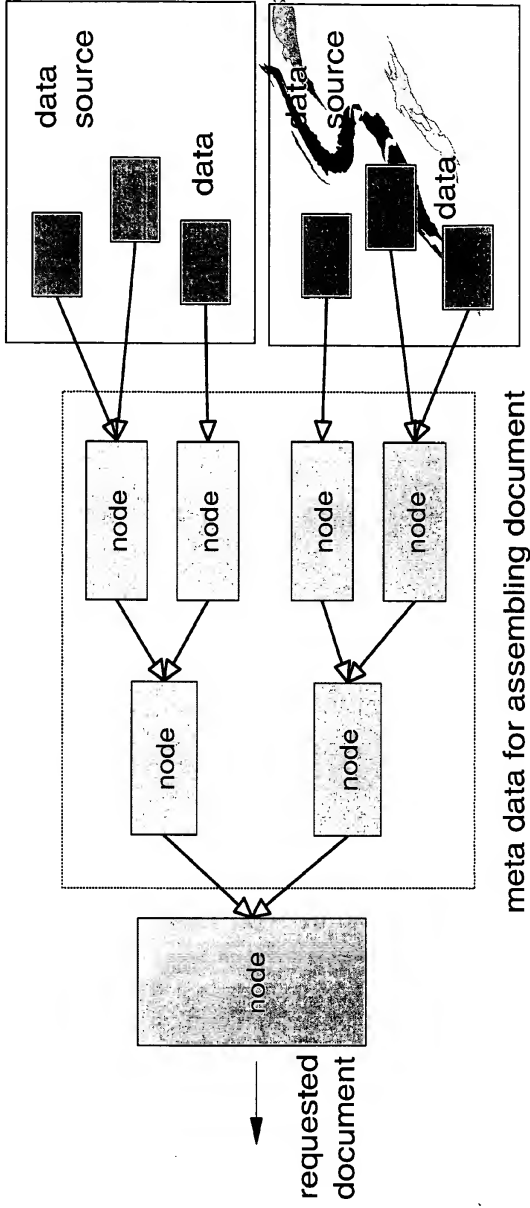 data
source
data
data
source
data
node
node
node
node
node
node
node
requested
document
meta data for assembling document